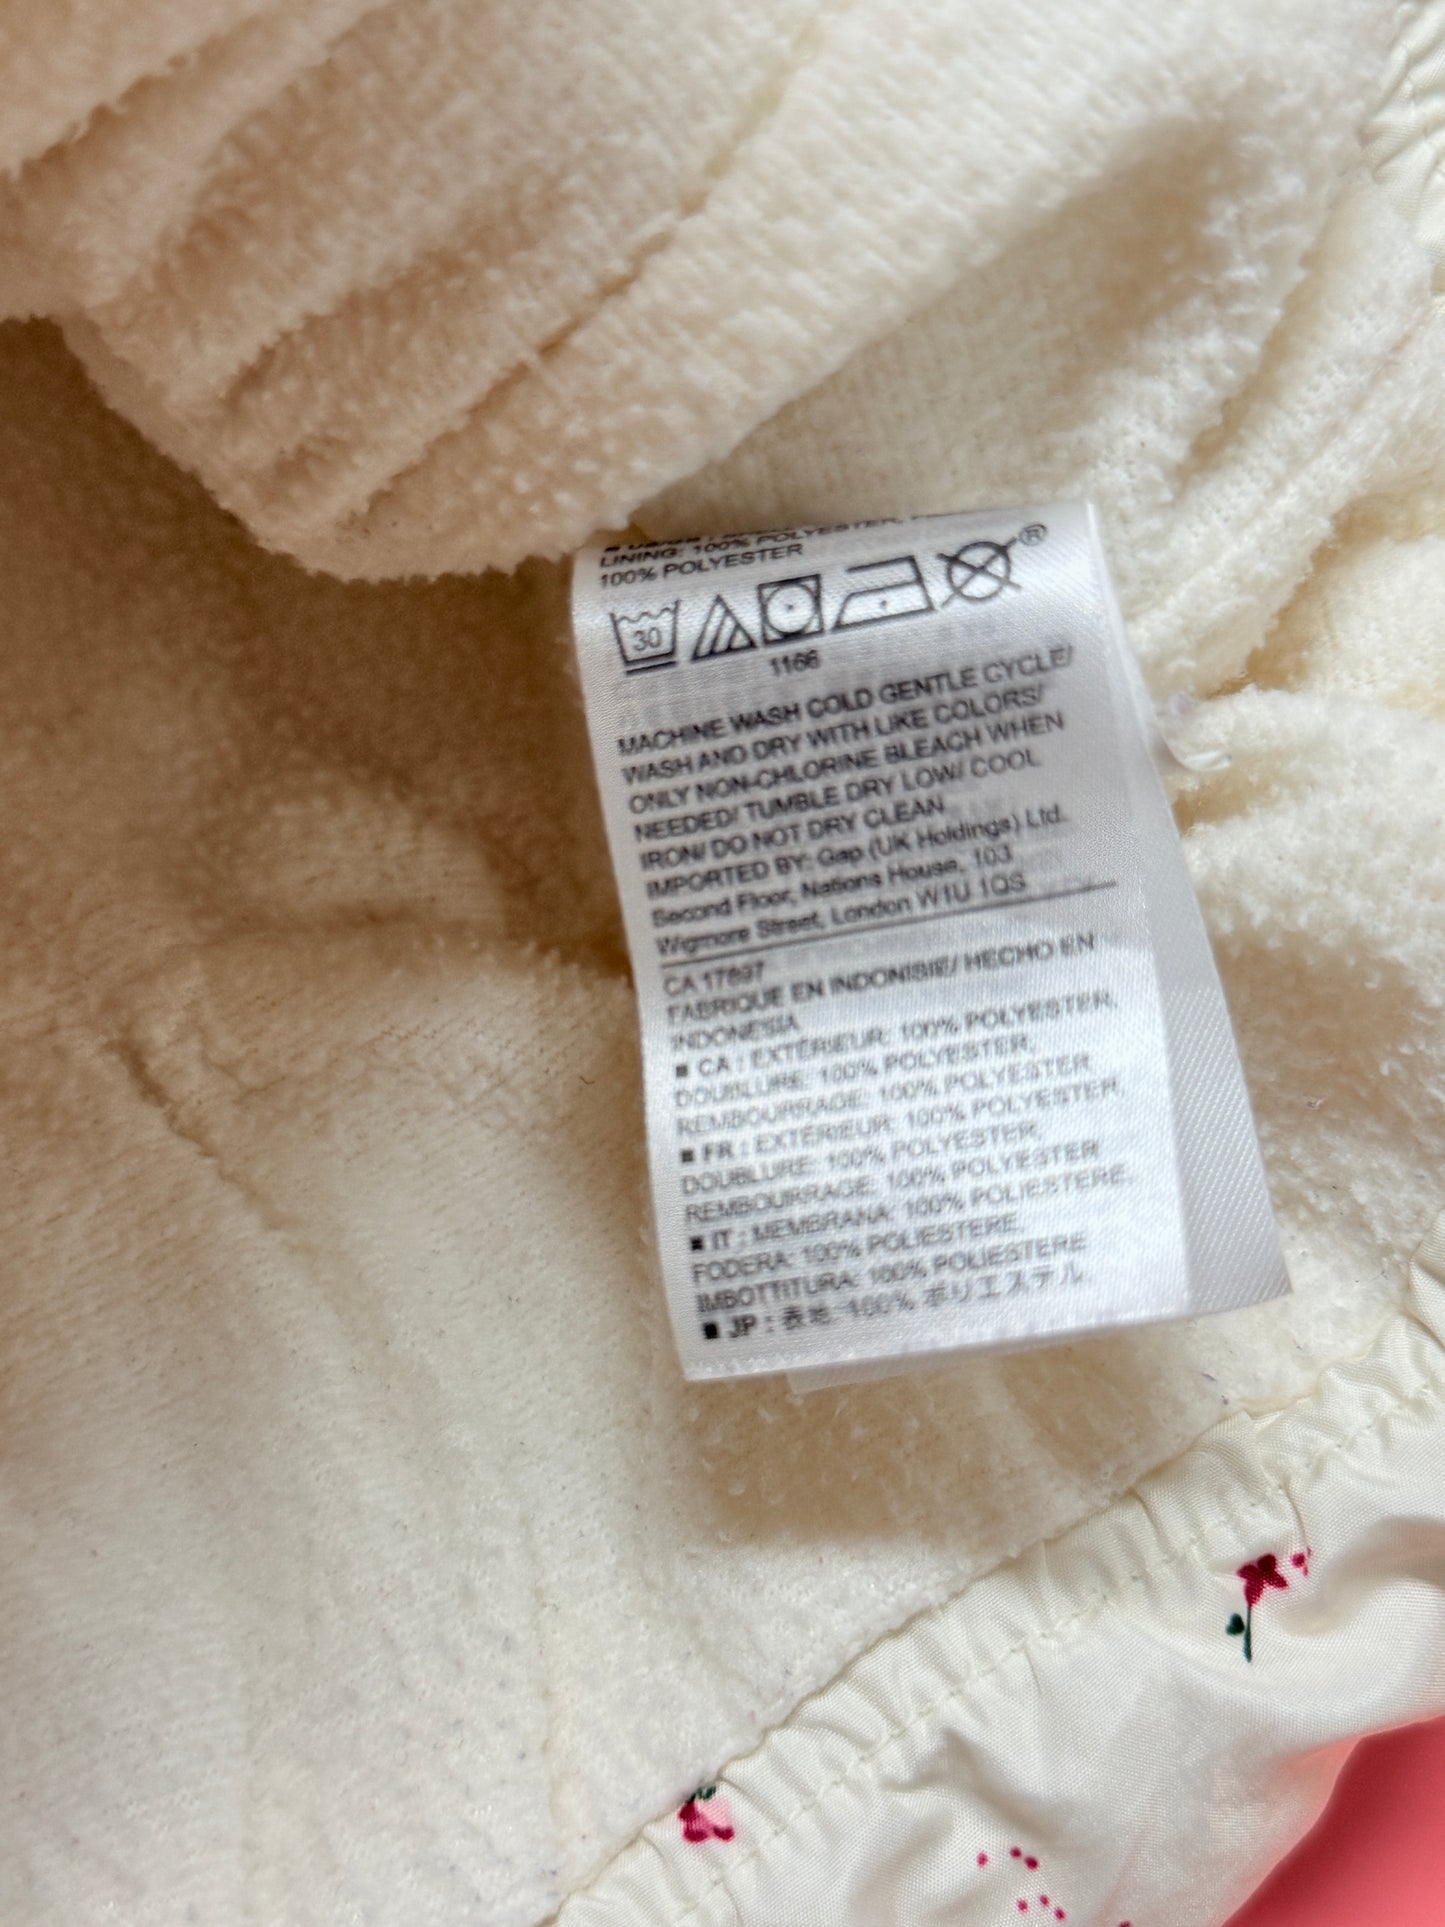 LINING: 100% POLYESTER
100% POLYESTER
30
®
1166
MACHINE WASH COLD GENTLE CYCLE/
WASH AND DRY WITH LIKE COLORS/
ONLY NON-CHLORINE BLEACH WHEN
NEEDED/ TUMBLE DRY LOW/ COOL
IRON/ DO NOT DRY CLEAN
IMPORTED BY: Gap (UK Holdings) Ltd.
Second Floor, Nations House, 103
Wigmore Street, London W1U 1QS
CA 17897
FABRIQUE EN INDONISIE/ HECHO EN
INDONESIA
■ CA : EXTÉRIEUR: 100% POLYESTER,
DOUBLURE: 100% POLYESTER,
REMBOURRAGE: 100% POLYESTER
■ FR : EXTÉRIEUR: 100% POLYESTER,
DOUBLURE: 100% POLYESTER,
REMBOURRAGE: 100% POLYESTER
■ IT : MEMBRANA: 100% POLIESTERE,
FODERA: 100% POLIESTERE,
IMBOTTITURA: 100% POLIESTERE
■ JP : 表地: 100% ポリエステル,